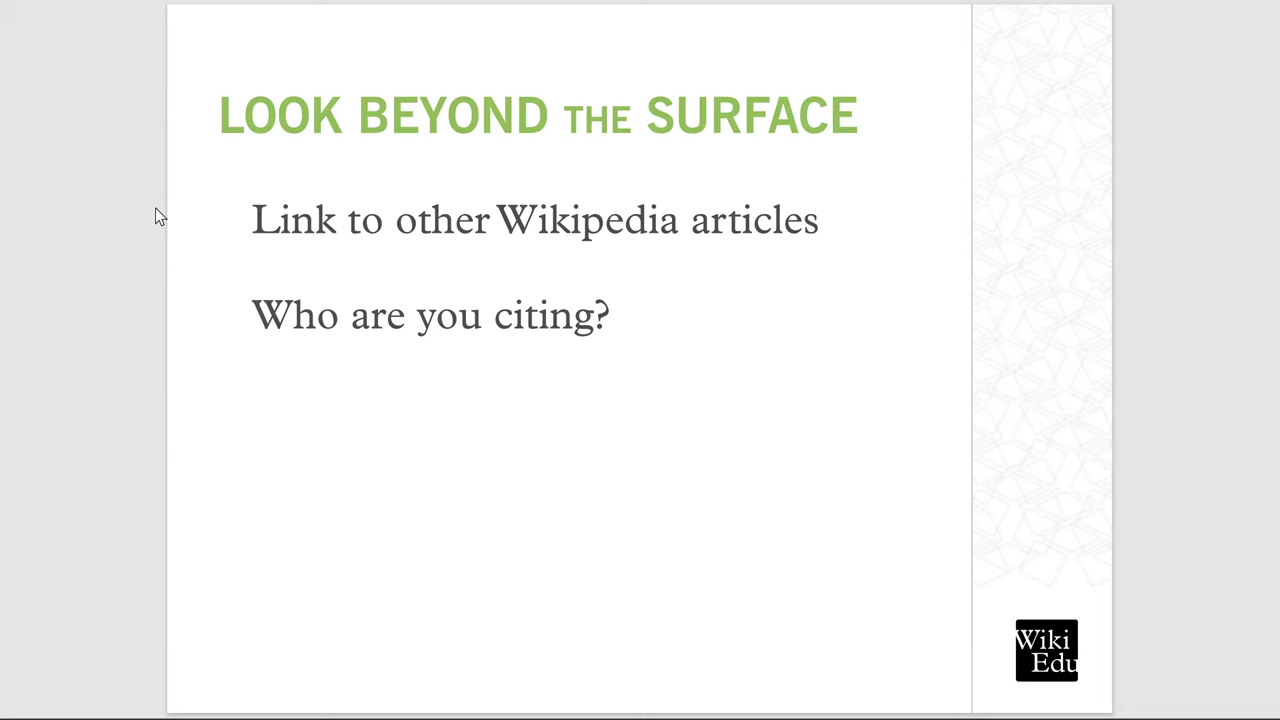 LOOK BEYOND THE SURFACE
Link to other Wikipedia articles
Who are you citing?
Wiki
Edu